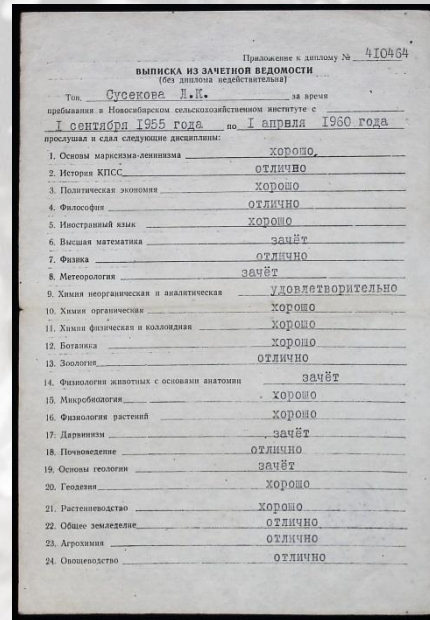 Приложение к диплому № 410464
ВЫПИСКА ИЗ ЗАЧЕТНОЙ ВЕДОМОСТИ
(без диплома недействительна)
Тов. Сусекова Л.К. за время
пребывания в Новосибирском сельскохозяйственном институте с
I сентября 1955 года по I апреля 1960 года
прослушал и сдал следующие дисциплины:
1. Основы марксизма-ленинизма хорошо,
2. История КПСС отлично
3. Политическая экономия хорошо
4. Философия отлично
5. Иностранный язык хорошо
6. Высшая математика зачёт
7. Физика отлично
8. Метеорология зачёт
9. Химия неорганическая и аналитическая удовлетворительно
10. Химия органическая хорошо
11. Химия физическая и коллоидная хорошо
12. Ботаника хорошо
13. Зоология отлично
14. Физиология животных с основами анатомии зачёт
15. Микробиология хорошо
16. Физиология растений хорошо
17. Дарвинизм зачёт
18. Почвоведение отлично
19. Основы геологии зачёт
20. Геодезия хорошо
21. Растениеводство хорошо
22. Общее земледелие отлично
23. Агрохимия отлично
24. Овощеводство отлично